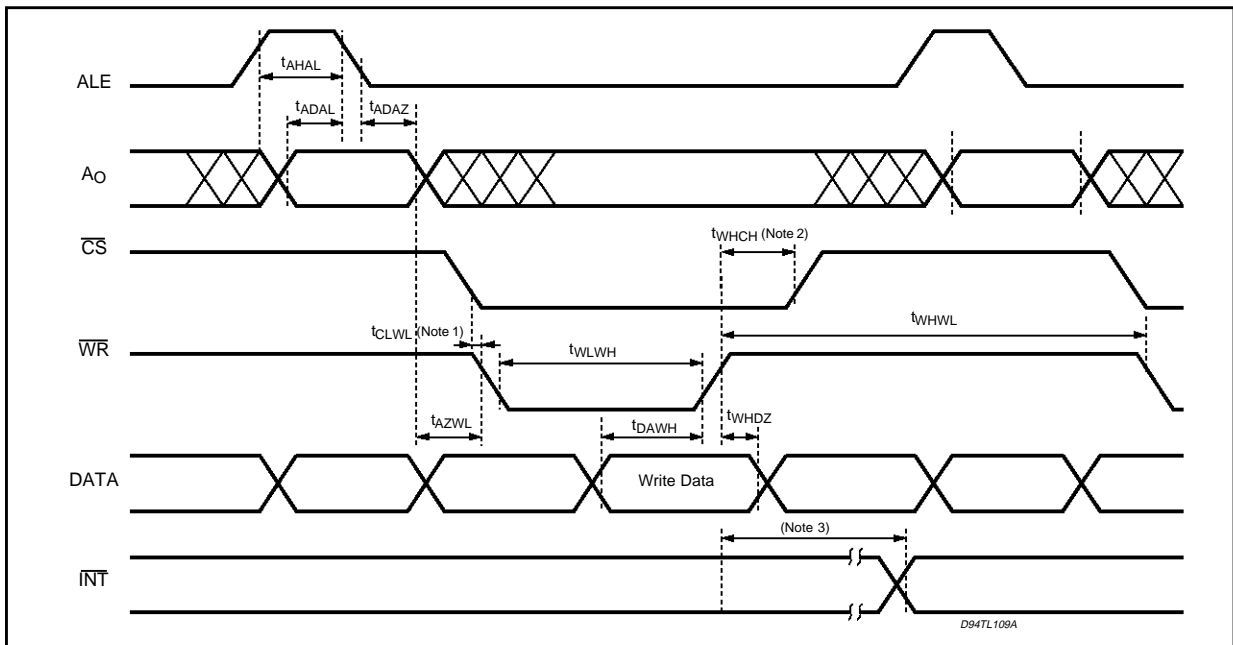 ALE
tAHAL
tADAL
tADAZ
AO
CS
tWHCH (Note 2)
tCLWL (Note 1)
tWHWL
WR
tWLWH
tAZWL
tDAWH
tWHDZ
DATA
Write Data
(Note 3)
INT
D94TL109A